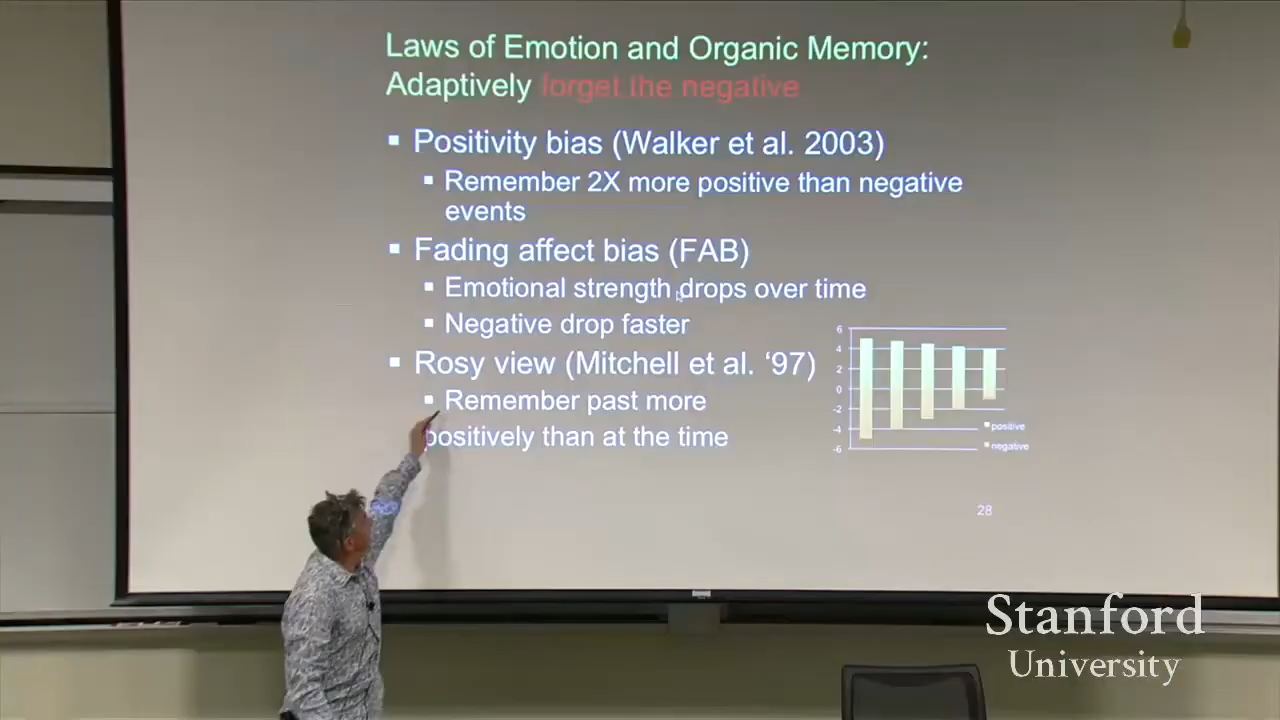 Laws of Emotion and Organic Memory:
Adaptively forget the negative
▪ Positivity bias (Walker et al. 2003)
▪ Remember 2X more positive than negative
events
▪ Fading affect bias (FAB)
▪ Emotional strength drops over time
▪ Negative drop faster
▪ Rosy view (Mitchell et al. ‘97)
▪ Remember past more
positively than at the time
6
4
2
0
-2
-4
-6
positive
negative
28
Stanford
University